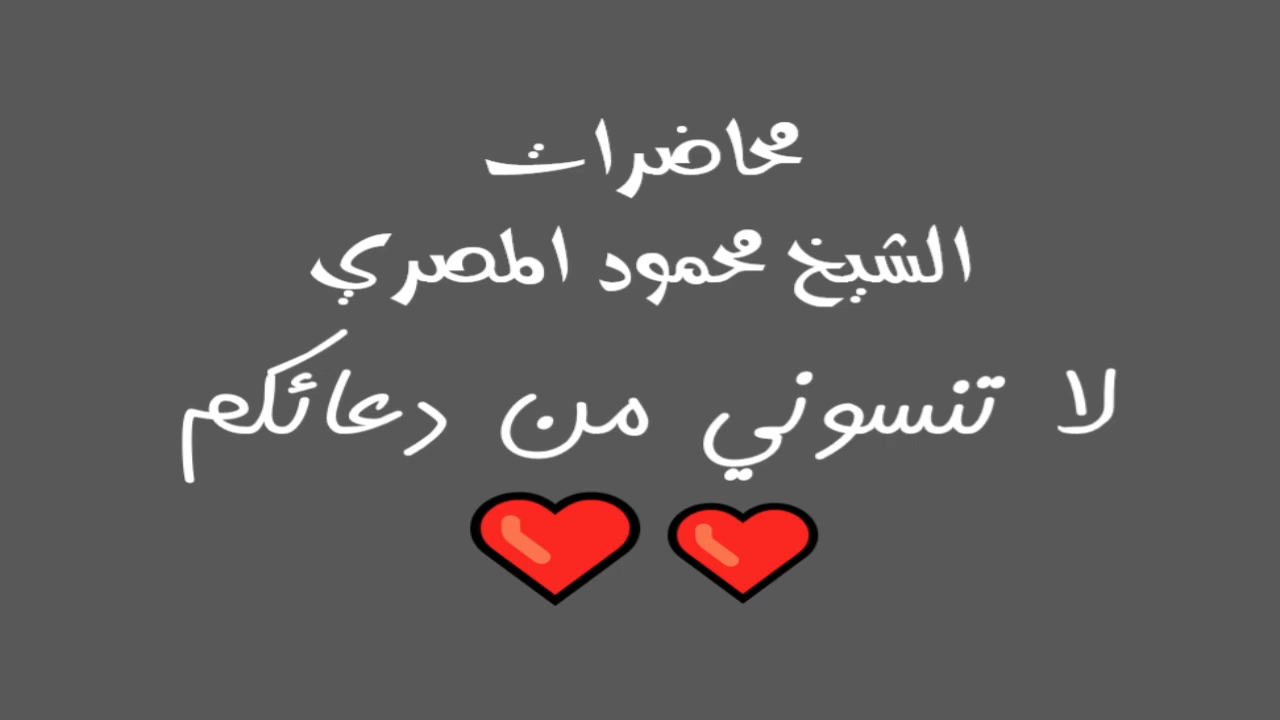 محاضرات
الشيخ محمود المصري
لا تنسوني من دعائكم